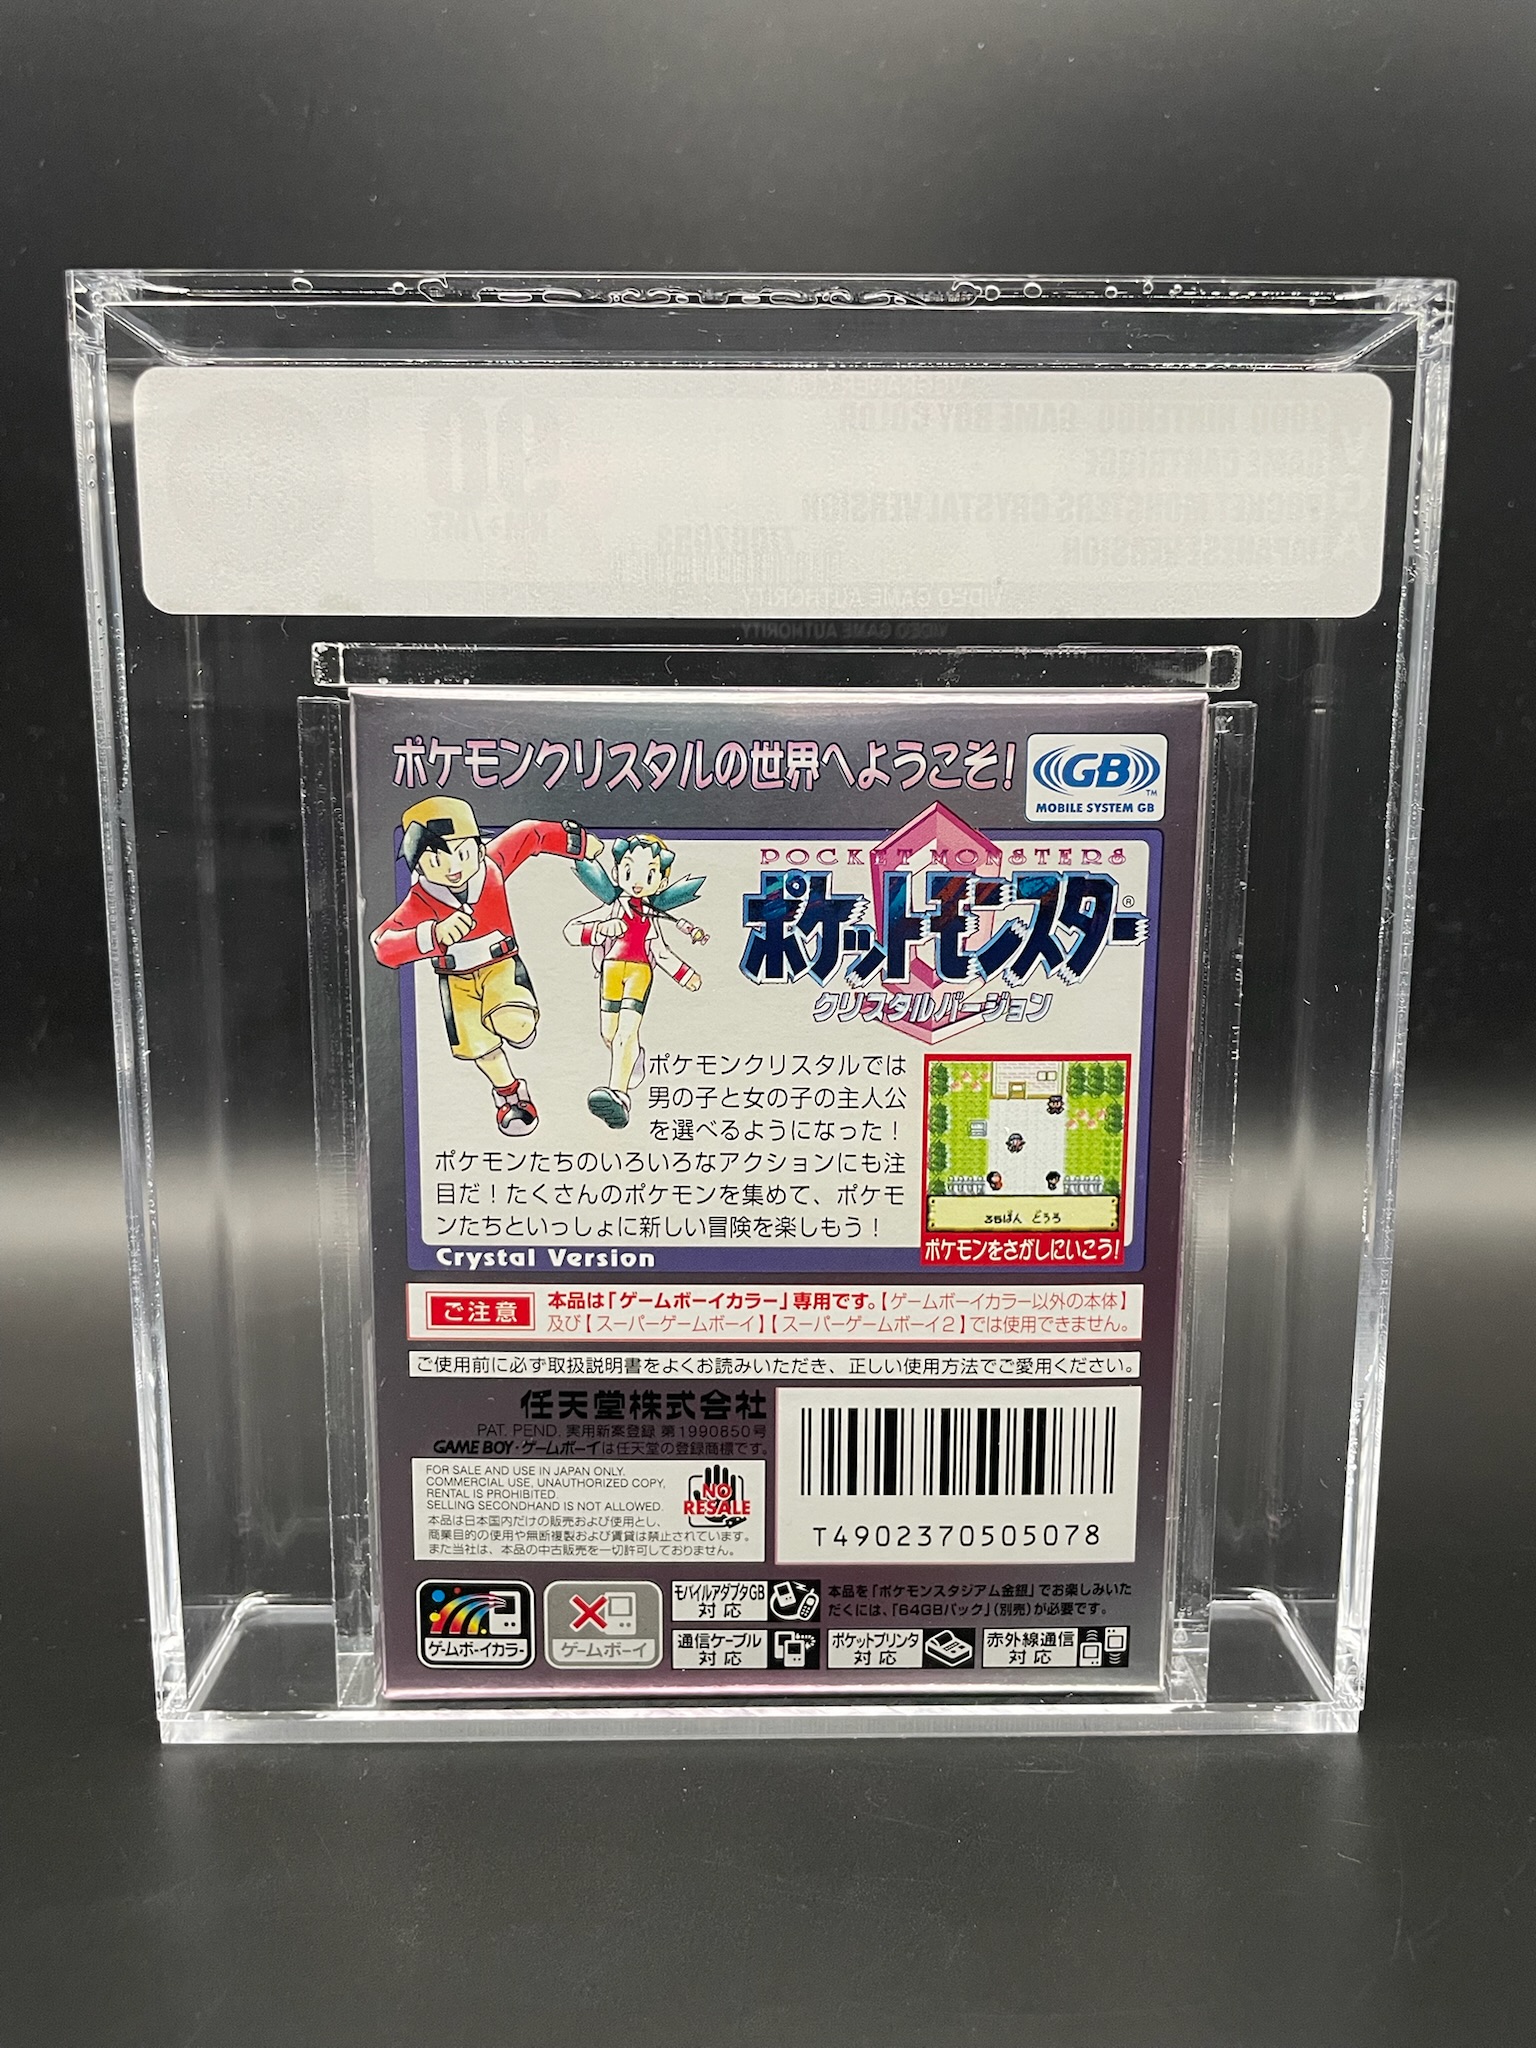 ポケモンクリスタルの世界へようこそ!
GB
TM
MOBILE SYSTEM GB
POCKET MONSTERS
ポケットモンスター®
クリスタルバージョン
ポケモンクリスタルでは
男の子と女の子の主人公
を選べるようになった!
ポケモンたちのいろいろなアクションにも注
目だ!たくさんのポケモンを集めて、ポケモ
ンたちといっしょに新しい冒険を楽しもう!
どうろ
ポケモンをさがしにいこう!
Crystal Version
ご注意
本品は「ゲームボーイカラー」専用です。【ゲームボーイカラー以外の本体】
及び【スーパーゲームボーイ】【スーパーゲームボーイ2】では使用できません。
ご使用前に必ず取扱説明書をよくお読みいただき、正しい使用方法でご愛用ください。
任天堂株式会社
PAT. PEND. 実用新案登録 第1990850号
GAME BOY・ゲームボーイは任天堂の登録商標です。
FOR SALE AND USE IN JAPAN ONLY.
COMMERCIAL USE, UNAUTHORIZED COPY,
RENTAL IS PROHIBITED.
SELLING SECONDHAND IS NOT ALLOWED.
本品は日本国内だけの販売および使用とし、
商業目的の使用や無断複製および賃貸は禁止されています。
また当社は、本品の中古販売を一切許可しておりません。
NO
RESALE
T4902370505078
ゲームボーイカラー
ゲームボーイ
モバイルアダプタGB
対応
本品を「ポケモンスタジアム金銀」でお楽しみいた
だくには、「64GBパック」(別売)が必要です。
通信ケーブル
対応
ポケットプリンタ
対応
赤外線通信
対応